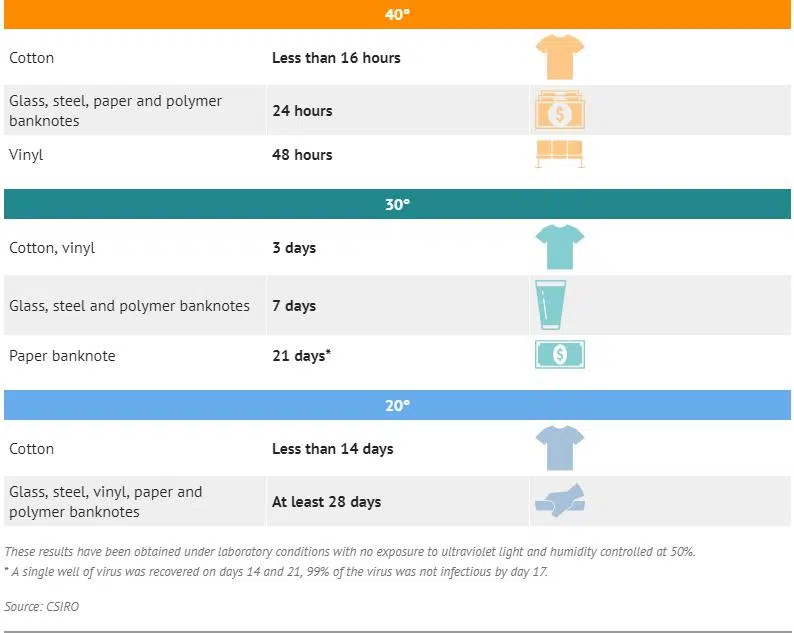 40°
Cotton
Less than 16 hours
Glass, steel, paper and polymer
banknotes
24 hours
$
Vinyl
48 hours
30°
Cotton, vinyl
3 days
Glass, steel and polymer banknotes
7 days
Paper banknote
21 days*
$
20°
Cotton
Less than 14 days
Glass, steel, vinyl, paper and
polymer banknotes
At least 28 days
These results have been obtained under laboratory conditions with no exposure to ultraviolet light and humidity controlled at 50%.
* A single well of virus was recovered on days 14 and 21, 99% of the virus was not infectious by day 17.
Source: CSIRO